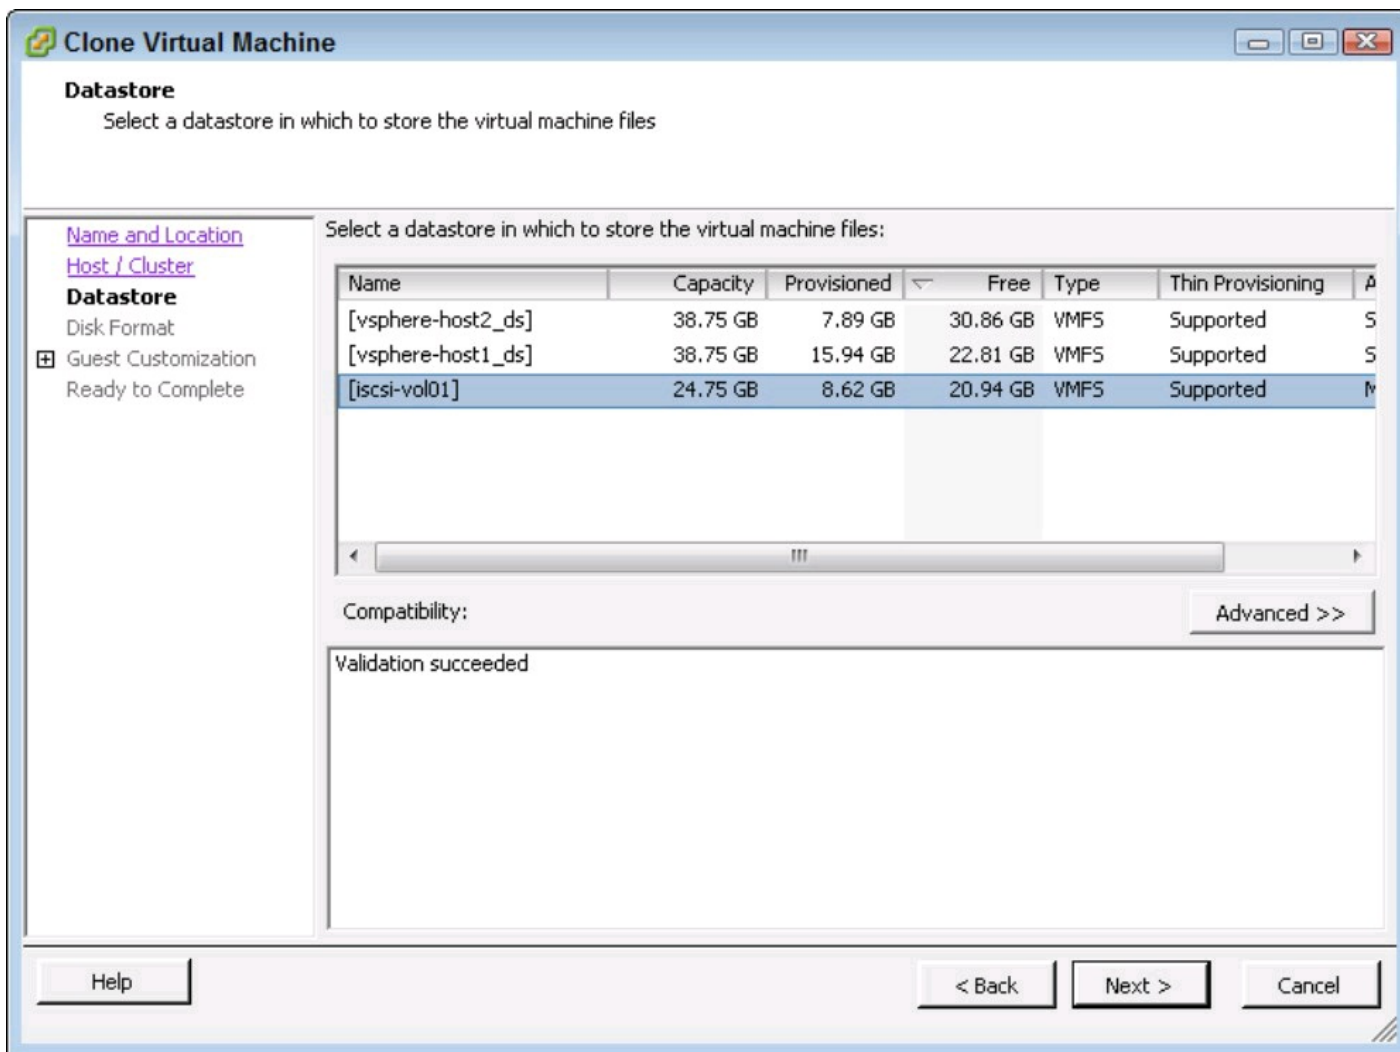 Clone Virtual Machine
Datastore
Select a datastore in which to store the virtual machine files
Name and Location
Host / Cluster
Datastore
Disk Format
Guest Customization
Ready to Complete
Select a datastore in which to store the virtual machine files:
Name Capacity Provisioned Free Type Thin Provisioning A
[vsphere-host2_ds] 38.75 GB 7.89 GB 30.86 GB VMFS Supported S
[vsphere-host1_ds] 38.75 GB 15.94 GB 22.81 GB VMFS Supported S
[iscsi-vol01] 24.75 GB 8.62 GB 20.94 GB VMFS Supported M
Compatibility:
Advanced >>
Validation succeeded
Help
< Back
Next >
Cancel